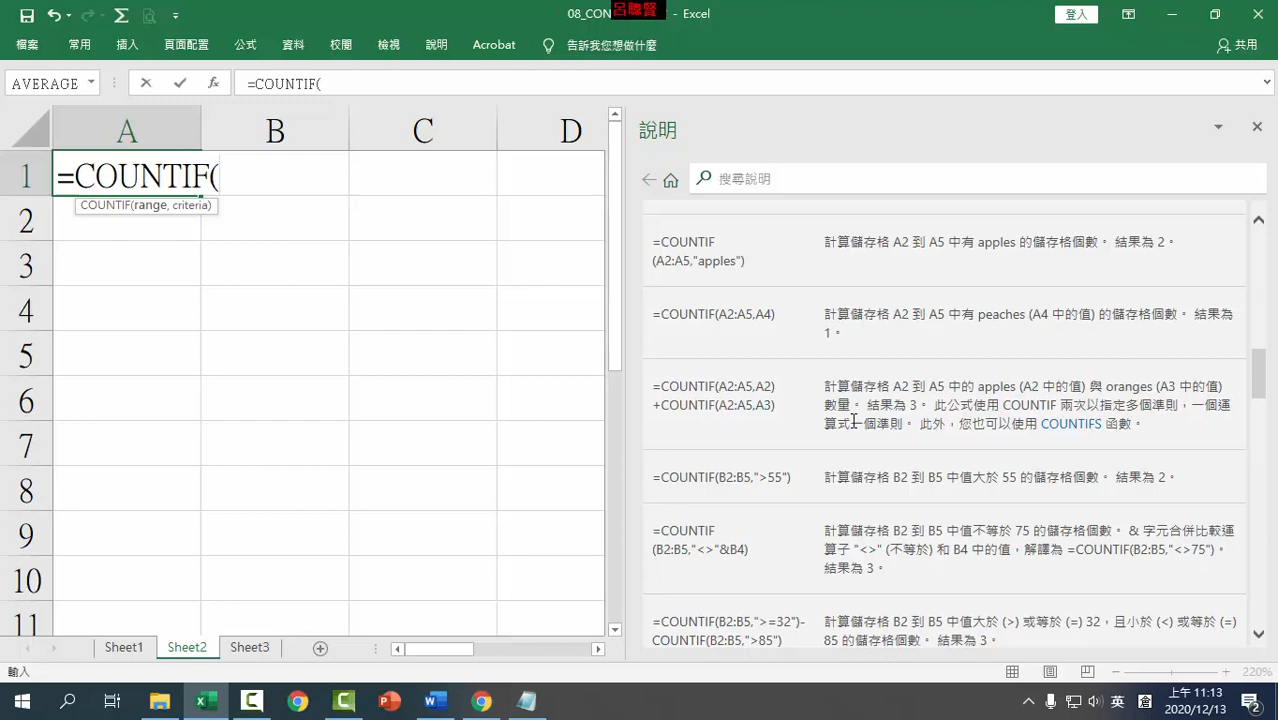 08_CON
呂聰賢
- Excel
登入
檔案
常用
插入
頁面配置
公式
資料
校閱
檢視
說明
Acrobat
告訴我您想做什麼
共用
AVERAGE
fx
=COUNTIF(
A
B
C
D
1
=COUNTIF(
COUNTIF(range, criteria)
2
3
4
5
6
7
8
9
10
11
說明
搜尋說明
=COUNTIF
(A2:A5,"apples")
計算儲存格 A2 到 A5 中有 apples 的儲存格個數。 結果為 2。
=COUNTIF(A2:A5,A4)
計算儲存格 A2 到 A5 中有 peaches (A4 中的值) 的儲存格個數。 結果為
1。
=COUNTIF(A2:A5,A2)
+COUNTIF(A2:A5,A3)
計算儲存格 A2 到 A5 中的 apples (A2 中的值) 與 oranges (A3 中的值)
數量。 結果為 3。 此公式使用 COUNTIF 兩次以指定多個準則，一個運
算式一個準則。 此外，您也可以使用 COUNTIFS 函數。
=COUNTIF(B2:B5,">55")
計算儲存格 B2 到 B5 中值大於 55 的儲存格個數。 結果為 2。
=COUNTIF
(B2:B5,"<>"&B4)
計算儲存格 B2 到 B5 中值不等於 75 的儲存格個數。 & 字元合併比較運
算子 "<>" (不等於) 和 B4 中的值，解譯為 =COUNTIF(B2:B5,"<>75")。
結果為 3。
=COUNTIF(B2:B5,">=32")-
COUNTIF(B2:B5,">85")
計算儲存格 B2 到 B5 中值大於 (>) 或等於 (=) 32，且小於 (<) 或等於 (=)
85 的儲存格個數。 結果為 3。
Sheet1
Sheet2
Sheet3
輸入
220%
英
倉
上午 11:13
2020/12/13
2